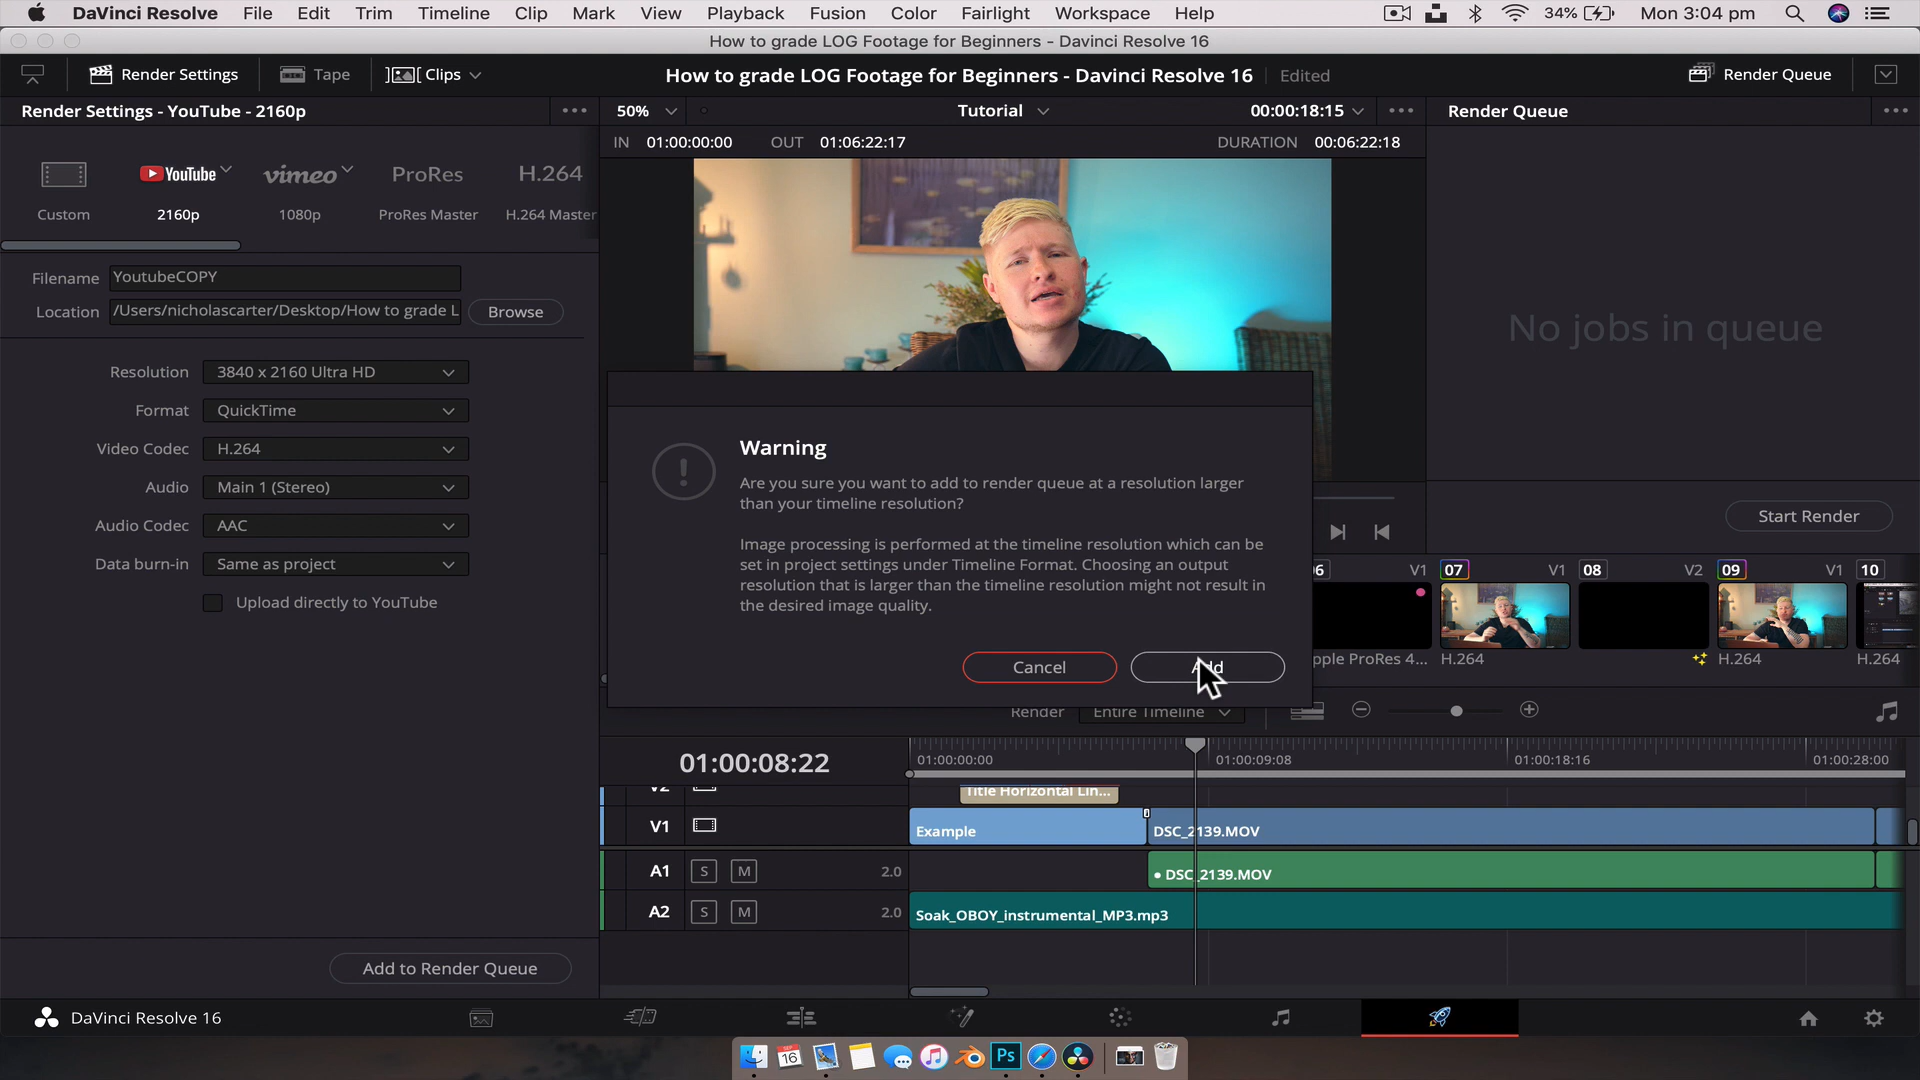 DaVinci Resolve File Edit Trim Timeline Clip Mark View Playback Fusion Color Fairlight Workspace Help 34% Mon 3:04 pm
How to grade LOG Footage for Beginners - Davinci Resolve 16
Render Settings Tape Clips How to grade LOG Footage for Beginners - Davinci Resolve 16 Edited Render Queue
Render Settings - YouTube - 2160p
50% Tutorial 00:00:18:15
Render Queue
IN 01:00:00:00 OUT 01:06:22:17 DURATION 00:06:22:18
YouTube vimeo ProRes H.264
Custom 2160p 1080p ProRes Master H.264 Master
Filename YoutubeCOPY
Location /Users/nicholascarter/Desktop/How to grade L Browse
Resolution 3840 x 2160 Ultra HD
Format QuickTime
Video Codec H.264
Audio Main 1 (Stereo)
Audio Codec AAC
Data burn-in Same as project
Upload directly to YouTube
Add to Render Queue
No jobs in queue
Start Render
Warning
Are you sure you want to add to render queue at a resolution larger
than your timeline resolution?
Image processing is performed at the timeline resolution which can be
set in project settings under Timeline Format. Choosing an output
resolution that is larger than the timeline resolution might not result in
the desired image quality.
Cancel
V1 07 V1 08 V2 09 V1 10
pple ProRes 4... H.264 H.264 H.264
Render Entire Timeline
01:00:08:22 01:00:00:00 01:00:09:08 01:00:18:16 01:00:28:00
V2 Title Horizontal Lin...
V1 Example DSC_2139.MOV
A1 S M 2.0 DSC_2139.MOV
A2 S M 2.0 Soak_OBOY_instrumental_MP3.mp3
DaVinci Resolve 16
SEP
16
Ps